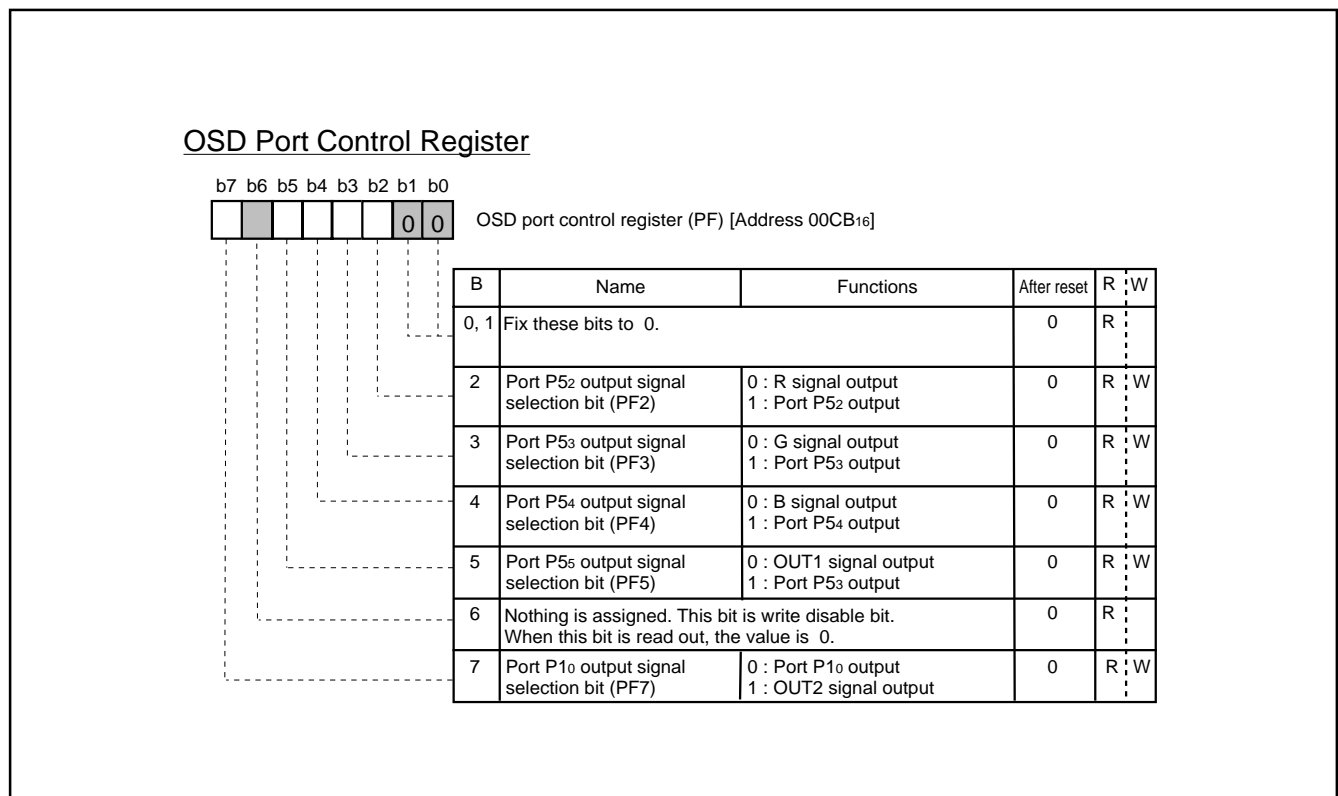 OSD Port Control Register
b7 b6 b5 b4 b3 b2 b1 b0
0 0
OSD port control register (PF) [Address 00CB16]
B Name Functions After reset R W
0, 1 Fix these bits to 0. 0 R
2 Port P52 output signal selection bit (PF2) 0 : R signal output 0 R W
1 : Port P52 output
3 Port P53 output signal selection bit (PF3) 0 : G signal output 0 R W
1 : Port P53 output
4 Port P54 output signal selection bit (PF4) 0 : B signal output 0 R W
1 : Port P54 output
5 Port P55 output signal selection bit (PF5) 0 : OUT1 signal output 0 R W
1 : Port P53 output
6 Nothing is assigned. This bit is write disable bit. 0 R
When this bit is read out, the value is 0.
7 Port P10 output signal selection bit (PF7) 0 : Port P10 output 0 R W
1 : OUT2 signal output